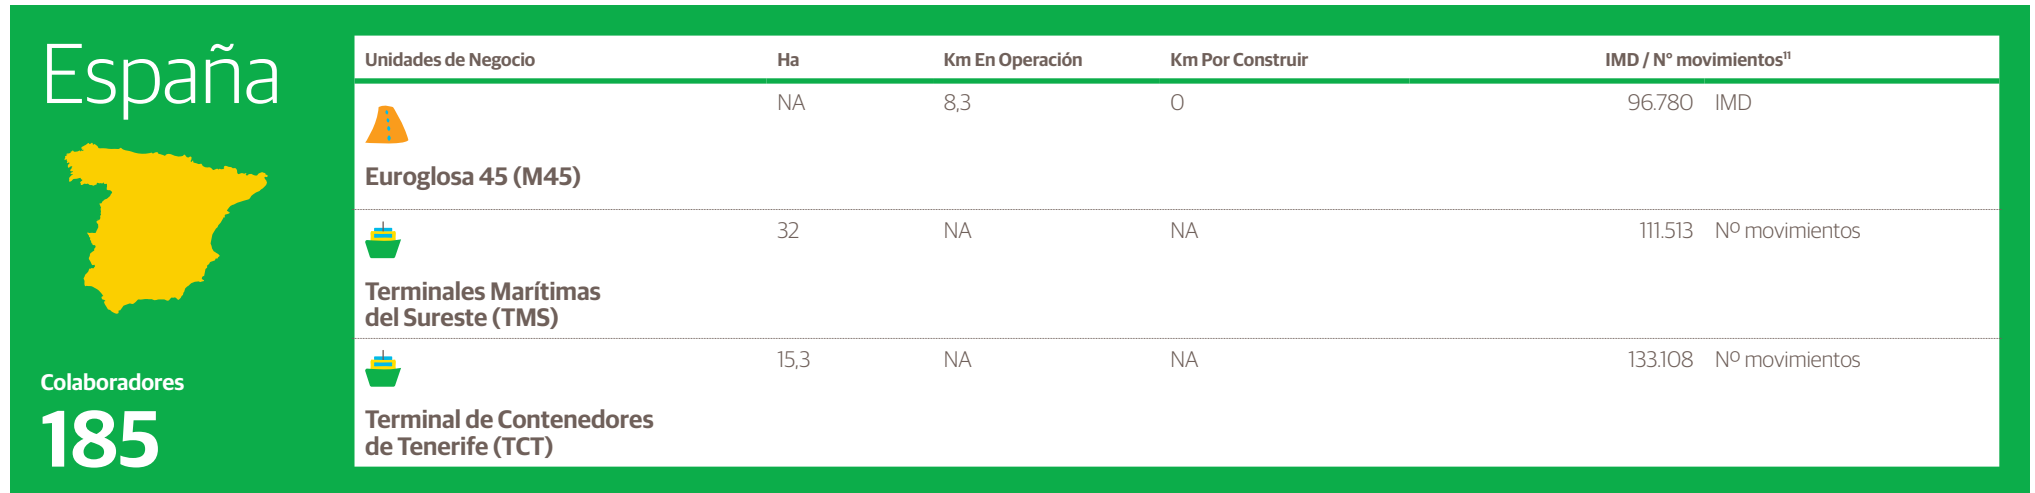 España
Colaboradores
185
Unidades de Negocio Ha Km En Operación Km Por Construir IMD / N° movimientos¹¹
NA 8,3 0 96.780 IMD
Euroglosa 45 (M45)
32 NA NA 111.513 Nº movimientos
Terminales Marítimas
del Sureste (TMS)
15,3 NA NA 133.108 Nº movimientos
Terminal de Contenedores
de Tenerife (TCT)